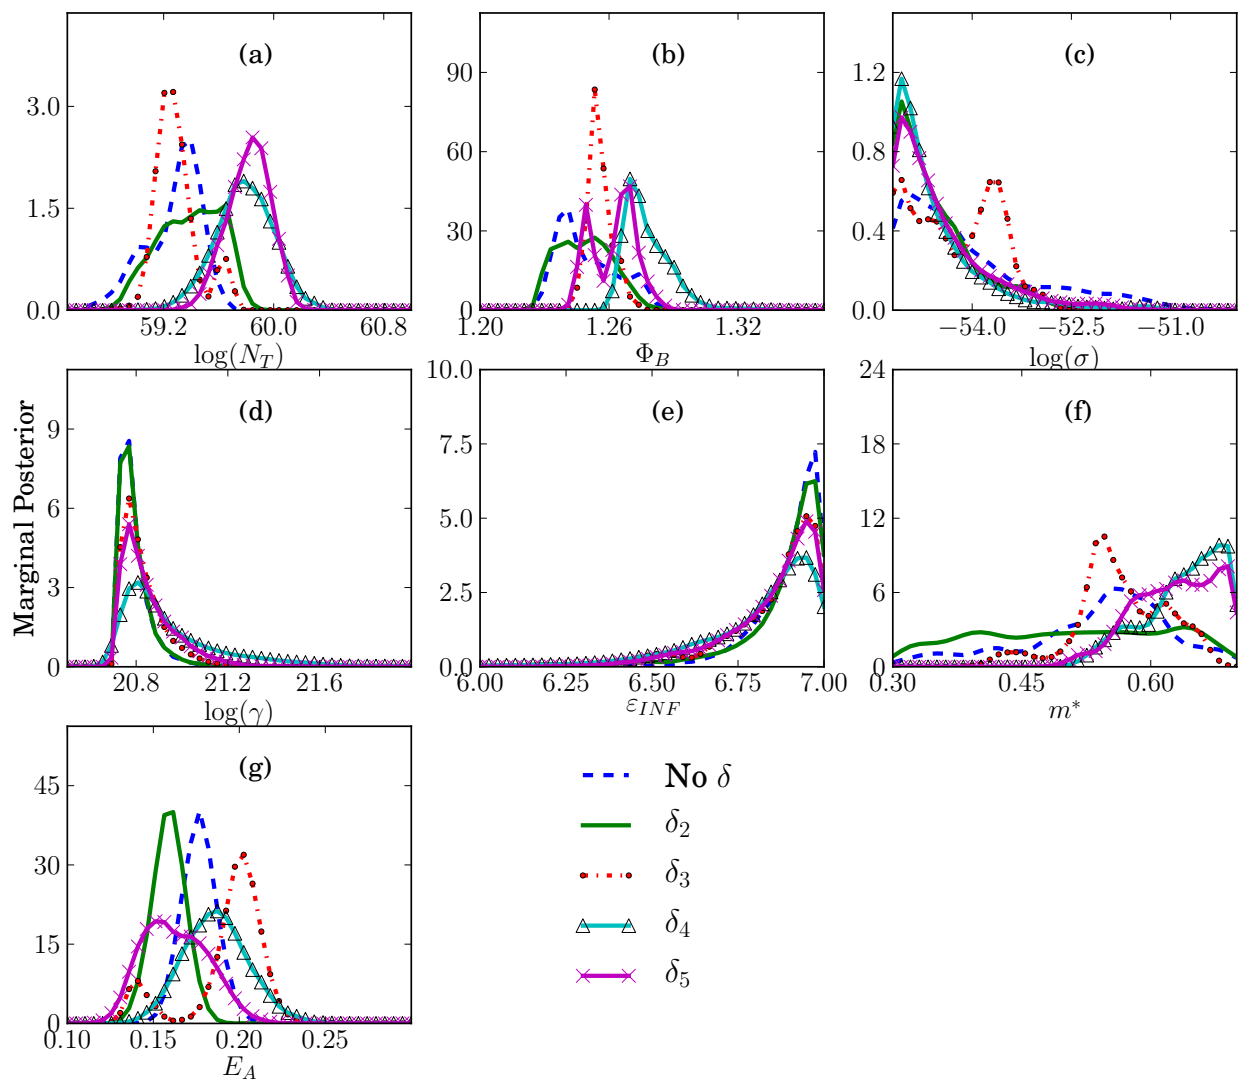 (a)
3.0
1.5
0.0
59.2 60.0 60.8
log(N_T)
(b)
90
60
30
0
1.20 1.26 1.32
Φ_B
(c)
1.2
0.8
0.4
0.0
−54.0 −52.5 −51.0
log(σ)
Marginal Posterior
(d)
9
6
3
0
20.8 21.2 21.6
log(γ)
(e)
10.0
7.5
5.0
2.5
0.0
6.00 6.25 6.50 6.75 7.00
ε_INF
(f)
24
18
12
6
0
0.30 0.45 0.60
m*
(g)
45
30
15
0
0.10 0.15 0.20 0.25
E_A
No δ
δ₂
δ₃
δ₄
δ₅